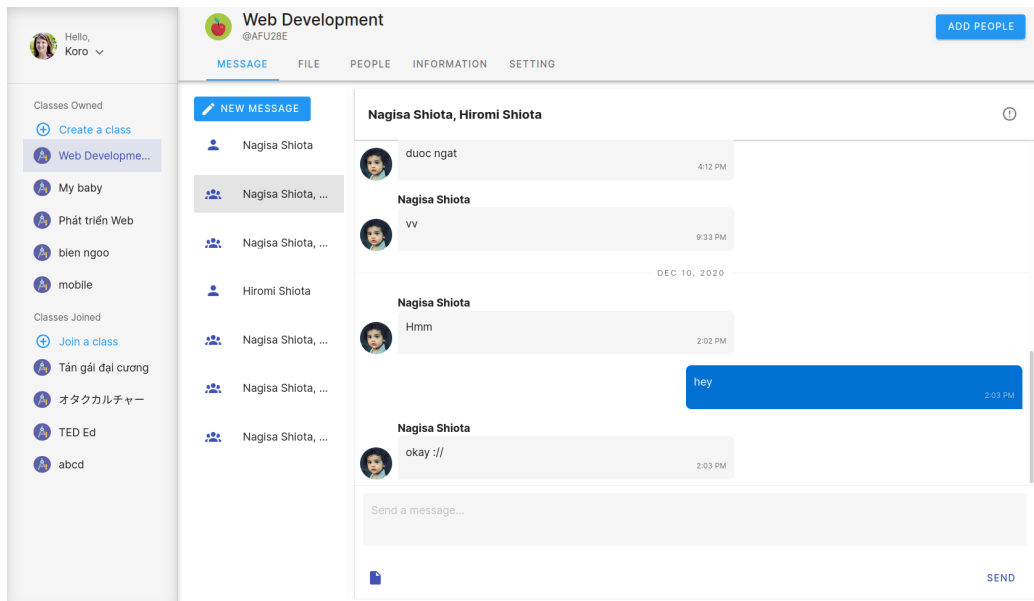 Hello,
Koro
Classes Owned
Create a class
Web Developme...
My baby
Phát triển Web
bien ngoo
mobile
Classes Joined
Join a class
Tán gái đại cương
オタクカルチャー
TED Ed
abcd
Web Development
@AFU28E
ADD PEOPLE
MESSAGE FILE PEOPLE INFORMATION SETTING
NEW MESSAGE
Nagisa Shiota
Nagisa Shiota, ...
Nagisa Shiota, ...
Hiromi Shiota
Nagisa Shiota, ...
Nagisa Shiota, ...
Nagisa Shiota, ...
Nagisa Shiota, Hiromi Shiota
duoc ngat
4:12 PM
Nagisa Shiota
vv
9:33 PM
DEC 10, 2020
Nagisa Shiota
Hmm
2:02 PM
hey
2:03 PM
Nagisa Shiota
okay ://
2:03 PM
Send a message...
SEND